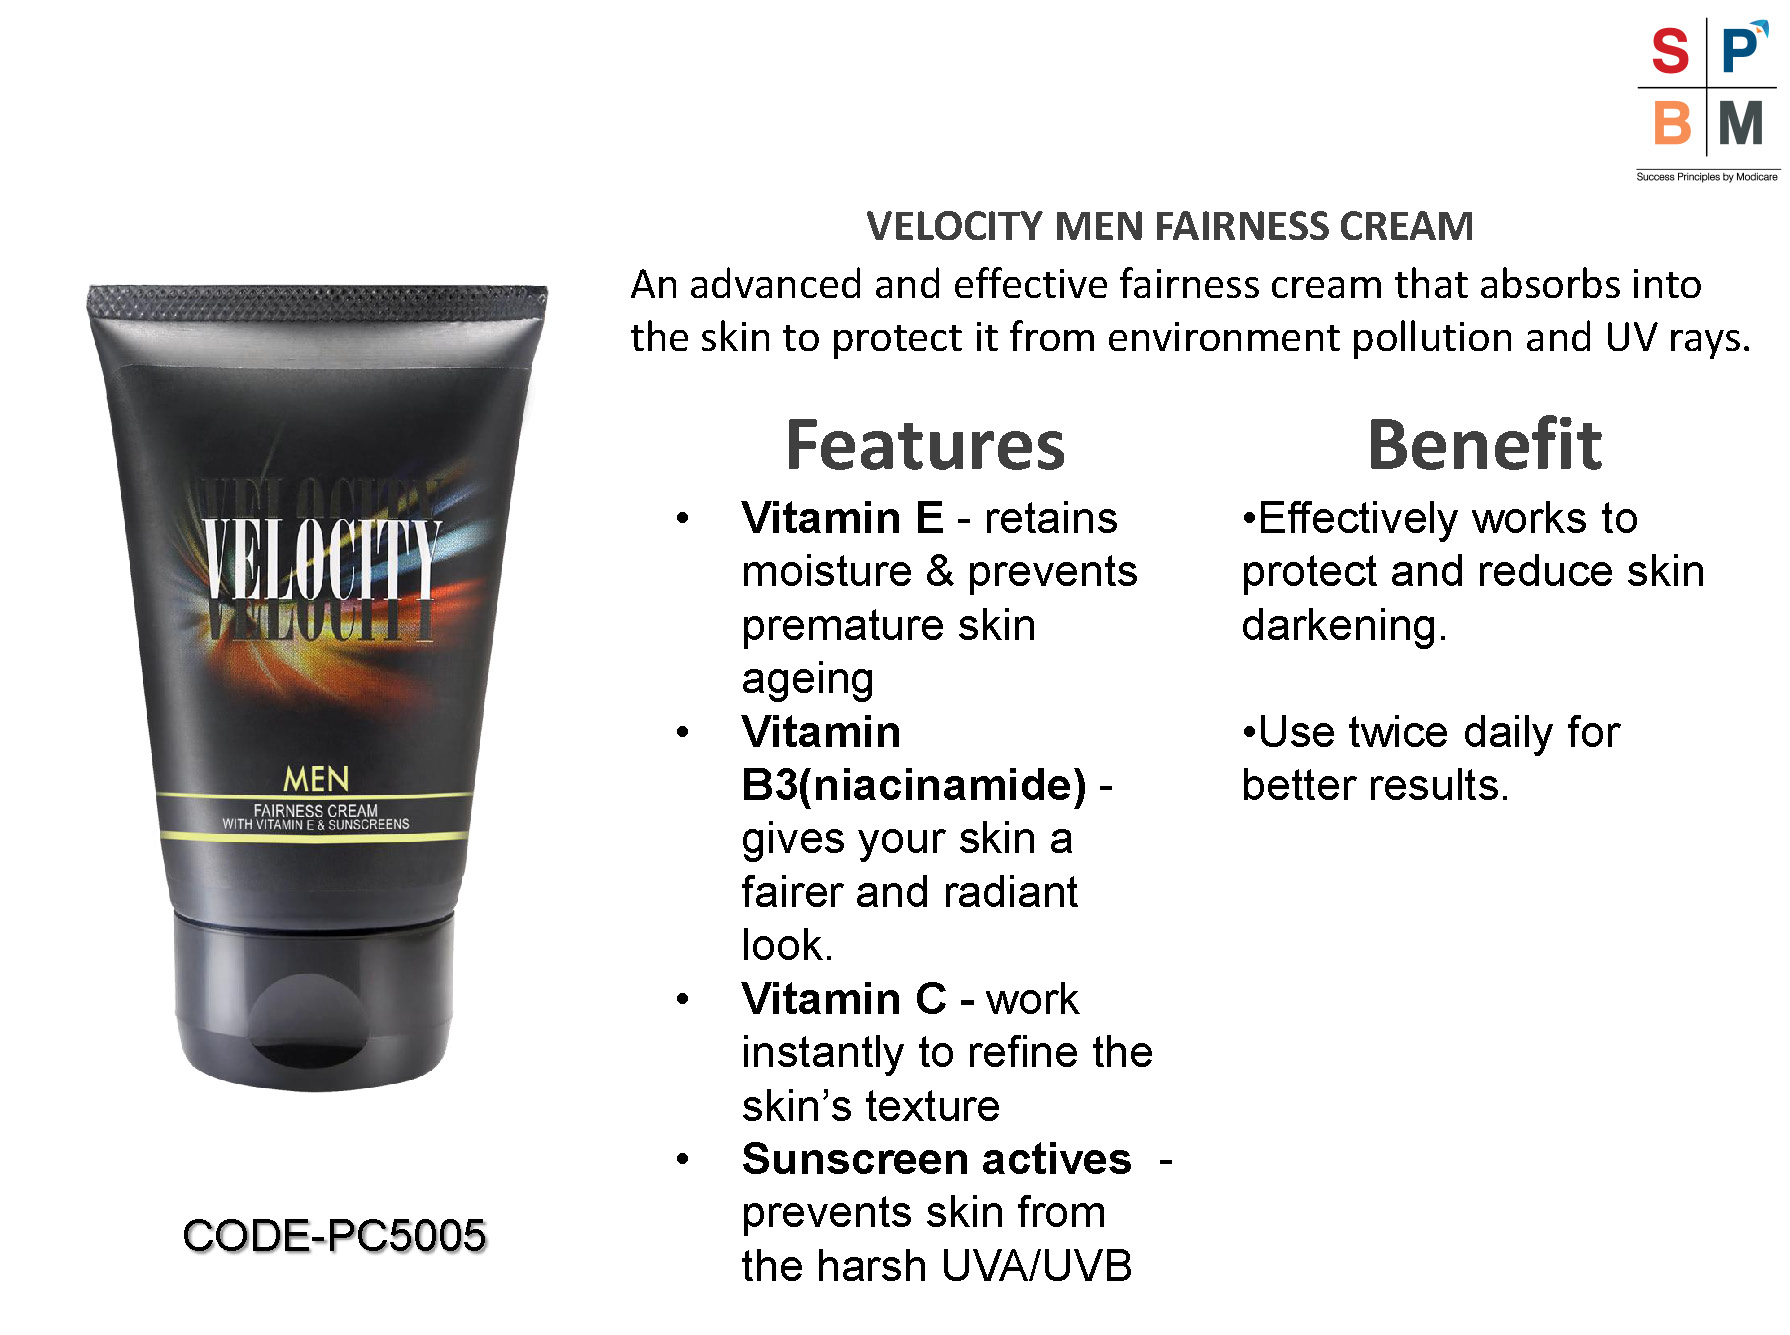 S P
B M
Success Principles by Modicare
VELOCITY MEN FAIRNESS CREAM
An advanced and effective fairness cream that absorbs into
the skin to protect it from environment pollution and UV rays.
VELOCITY
VELOCITY
VELOCITY
MEN
FAIRNESS CREAM
WITH VITAMIN E & SUNSCREENS
CODE-PC5005
Features
• Vitamin E - retains
moisture & prevents
premature skin
ageing
• Vitamin
B3(niacinamide) -
gives your skin a
fairer and radiant
look.
• Vitamin C - work
instantly to refine the
skin’s texture
• Sunscreen actives  -
prevents skin from
the harsh UVA/UVB
Benefit
•Effectively works to
protect and reduce skin
darkening.
•Use twice daily for
better results.